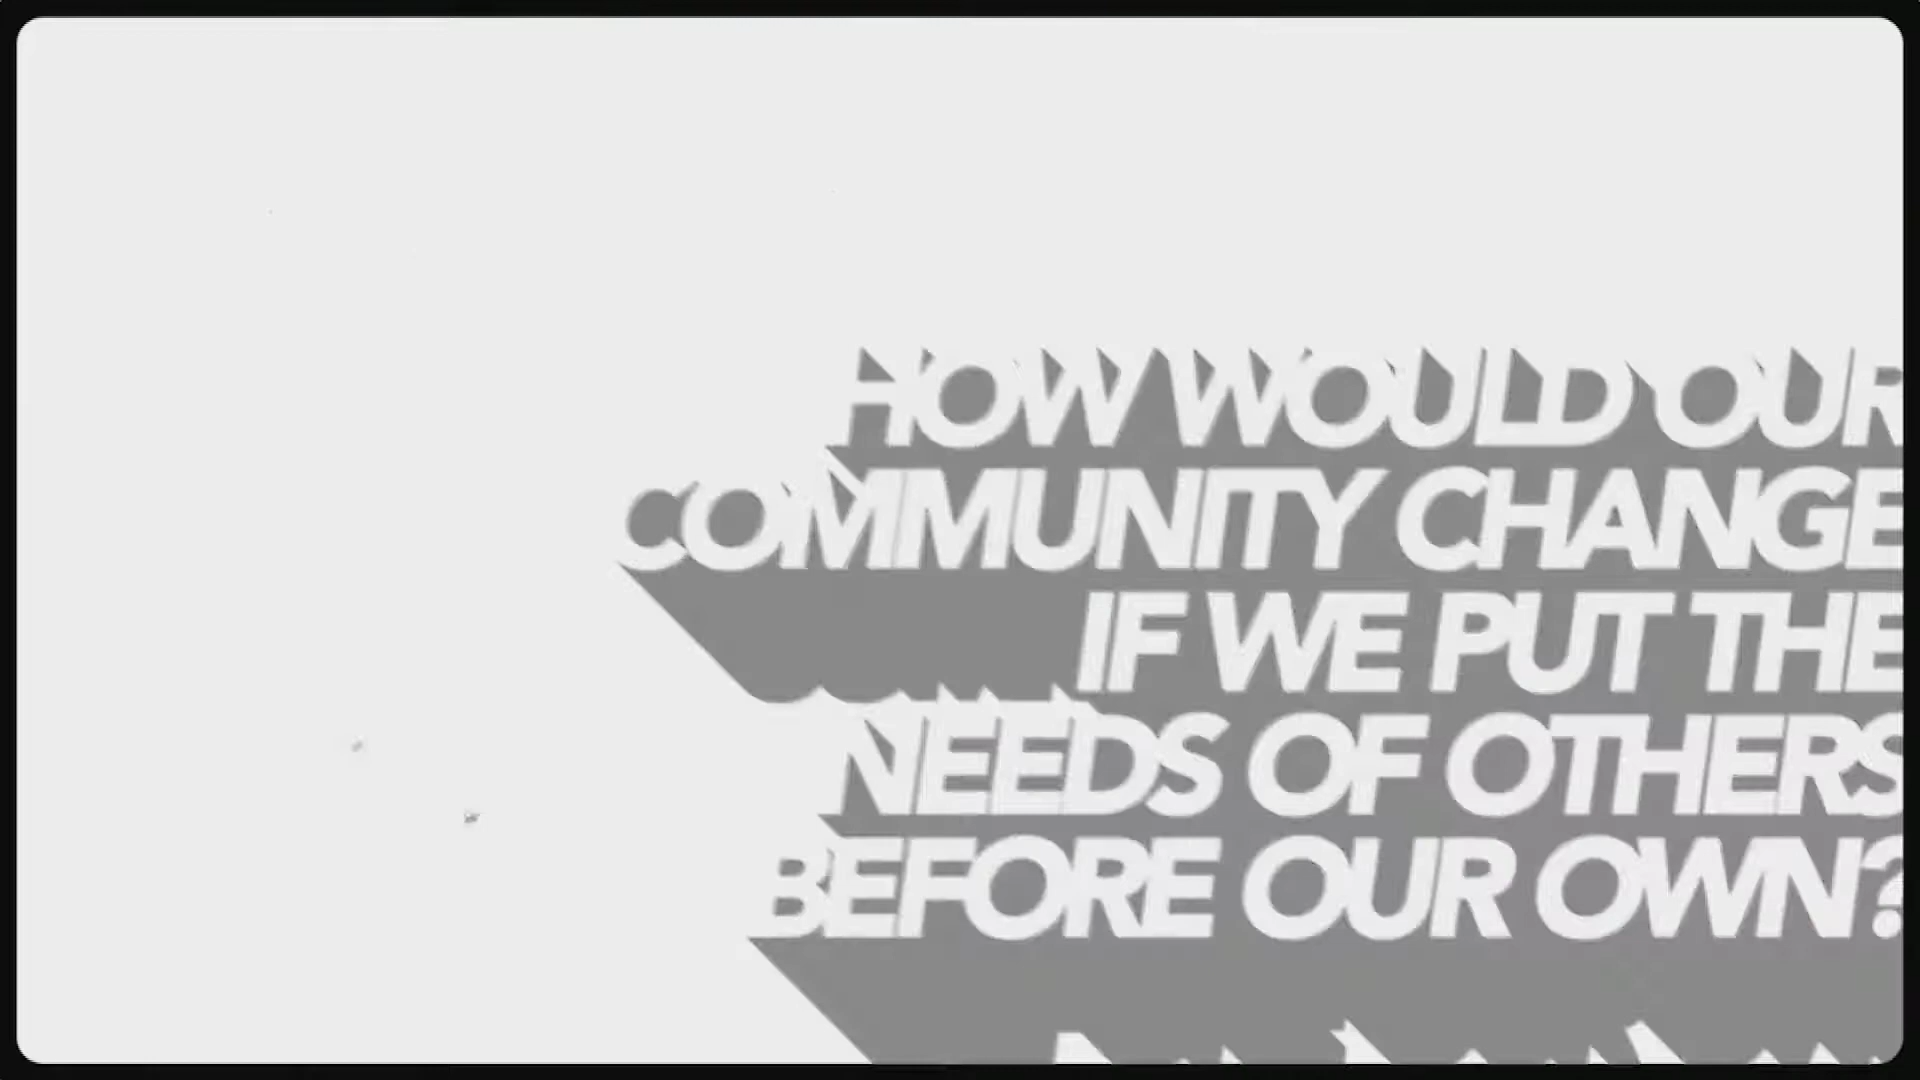 HOW WOULD OUR
COMMUNITY CHANGE
IF WE PUT THE
NEEDS OF OTHERS
BEFORE OUR OWN?